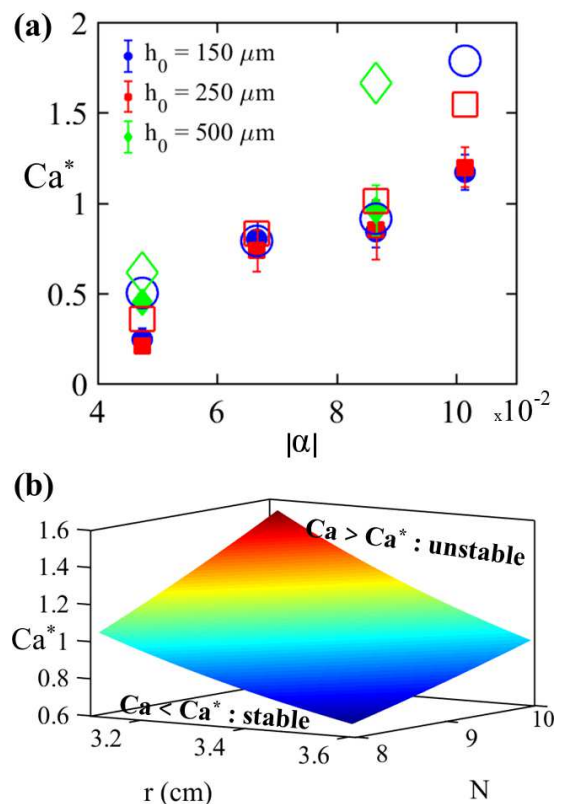 (a)
2
h₀ = 150 μm
h₀ = 250 μm
h₀ = 500 μm
1.5
Ca*
1
0.5
0
4 6 8 10 x10⁻²
|α|
(b)
1.6
Ca > Ca* : unstable
1.4
1.2
Ca* 1
0.8
Ca < Ca* : stable
0.6
3.2 3.4 3.6 8 9 10
r (cm) N